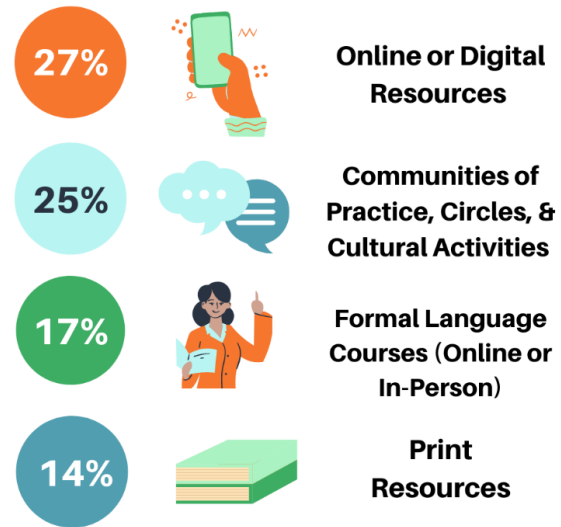 27%
Online or Digital
Resources
25%
Communities of
Practice, Circles, &
Cultural Activities
17%
Formal Language
Courses (Online or
In-Person)
14%
Print
Resources